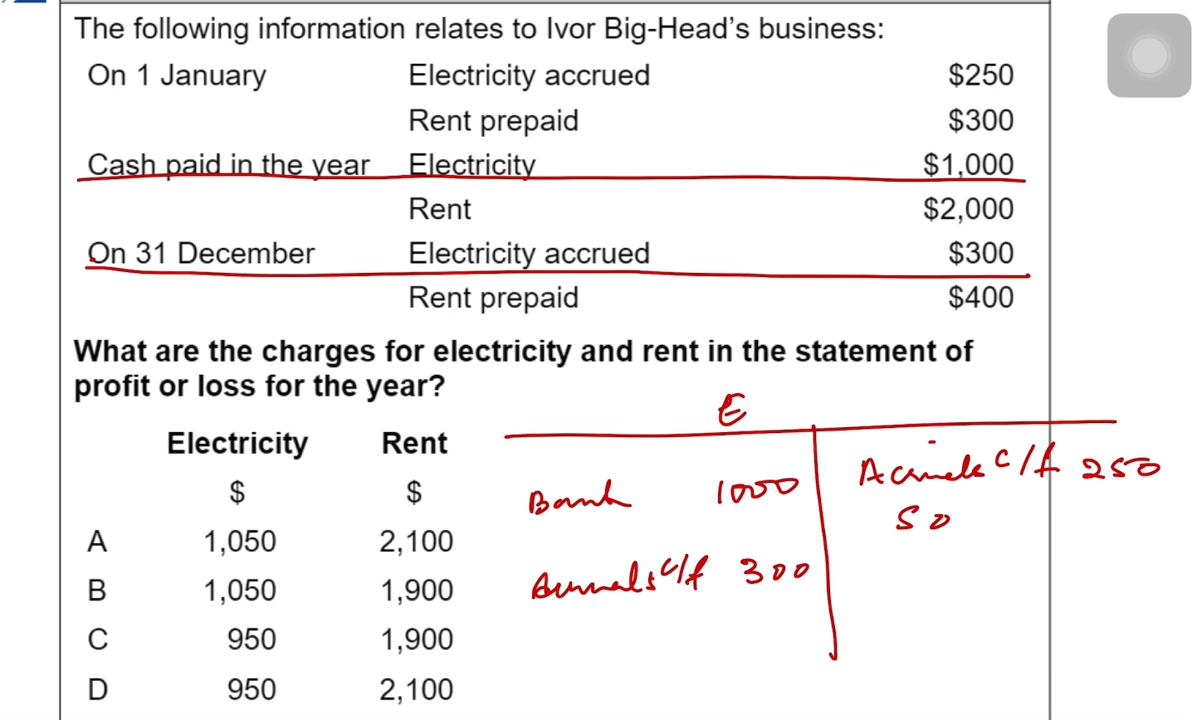 The following information relates to Ivor Big-Head's business:
On 1 January Electricity accrued $250
Rent prepaid $300
Cash paid in the year Electricity $1,000
Rent $2,000
On 31 December Electricity accrued $300
Rent prepaid $400
What are the charges for electricity and rent in the statement of
profit or loss for the year?
Electricity Rent
$ $
A 1,050 2,100
B 1,050 1,900
C 950 1,900
D 950 2,100
E
Bank 1000
Accruals c/f 300
Accruals c/f 250